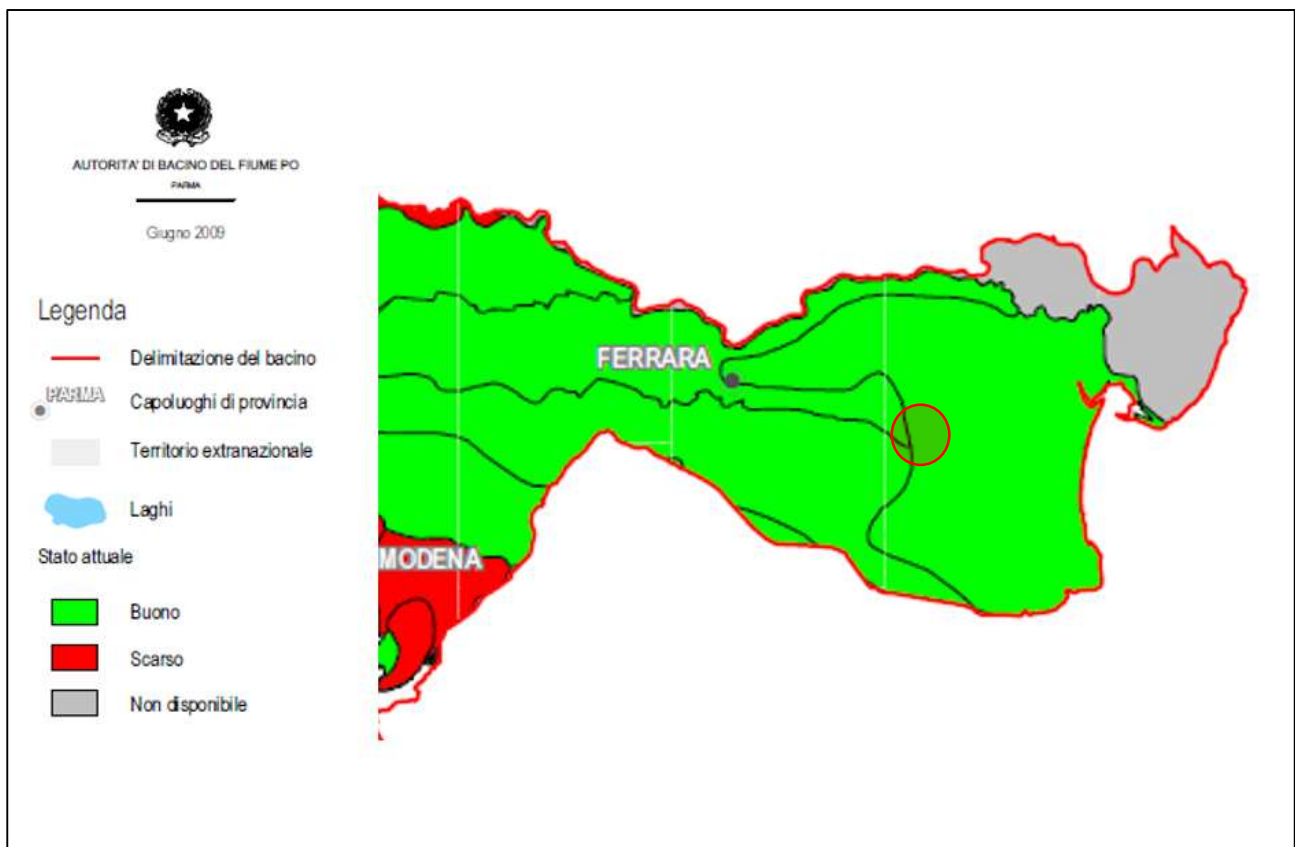 AUTORITA' DI BACINO DEL FIUME PO
PARMA
Giugno 2009
Legenda
Delimitazione del bacino
PARMA
Capoluoghi di provincia
Territorio extranazionale
Laghi
Stato attuale
Buono
Scarso
Non disponibile
FERRARA
MODENA